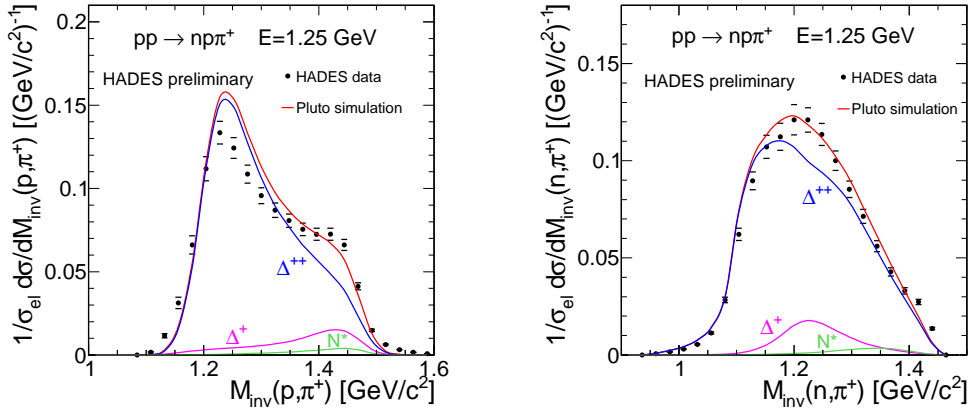 pp → npπ⁺ E=1.25 GeV
HADES preliminary
HADES data
Pluto simulation
Δ⁺⁺
Δ⁺
N*
0.2
0.15
0.1
0.05
0
1 1.2 1.4 1.6
M_inv(p,π⁺) [GeV/c²]
1/σ_el dσ/dM_inv(p,π⁺) [(GeV/c²)⁻¹]
pp → npπ⁺ E=1.25 GeV
HADES preliminary
HADES data
Pluto simulation
Δ⁺⁺
Δ⁺
N*
0.15
0.1
0.05
0
1 1.2 1.4
M_inv(n,π⁺) [GeV/c²]
1/σ_el dσ/dM_inv(n,π⁺) [(GeV/c²)⁻¹]